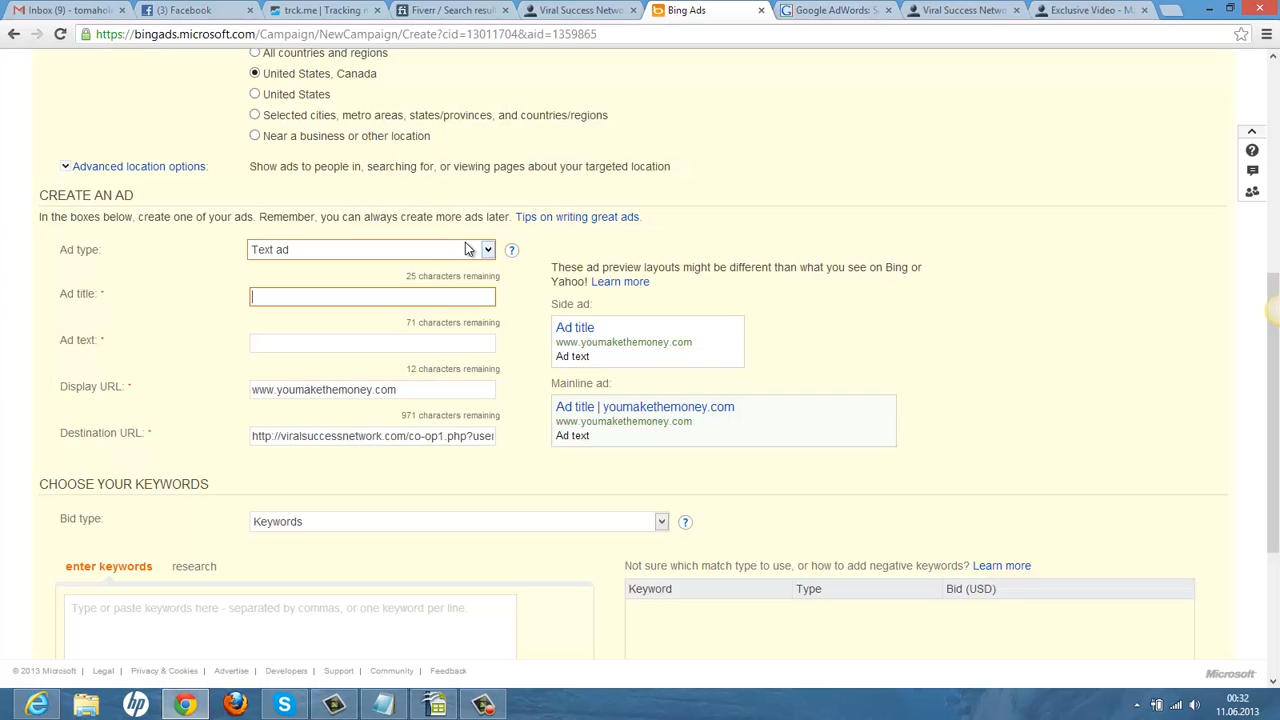 Inbox (9) - tomahok
(3) Facebook
trck.me | Tracking m
Fiverr / Search result
Viral Success Netwo
Bing Ads
Google AdWords: S
Viral Success Netwo
Exclusive Video - M
https://bingads.microsoft.com/Campaign/NewCampaign/Create?cid=13011704&aid=1359865
All countries and regions
United States, Canada
United States
Selected cities, metro areas, states/provinces, and countries/regions
Near a business or other location
Advanced location options:
Show ads to people in, searching for, or viewing pages about your targeted location
CREATE AN AD
In the boxes below, create one of your ads. Remember, you can always create more ads later. Tips on writing great ads.
Ad type:
Text ad
25 characters remaining
Ad title: *
71 characters remaining
Ad text: *
12 characters remaining
Display URL: *
www.youmakethemoney.com
971 characters remaining
Destination URL: *
http://viralsuccessnetwork.com/co-op1.php?user
These ad preview layouts might be different than what you see on Bing or
Yahoo! Learn more
Side ad:
Ad title
www.youmakethemoney.com
Ad text
Mainline ad:
Ad title | youmakethemoney.com
www.youmakethemoney.com
Ad text
CHOOSE YOUR KEYWORDS
Bid type:
Keywords
enter keywords
research
Type or paste keywords here - separated by commas, or one keyword per line.
Not sure which match type to use, or how to add negative keywords? Learn more
Keyword
Type
Bid (USD)
© 2013 Microsoft | Legal | Privacy & Cookies | Advertise | Developers | Support | Community | Feedback
Microsoft
00:32
11.06.2013